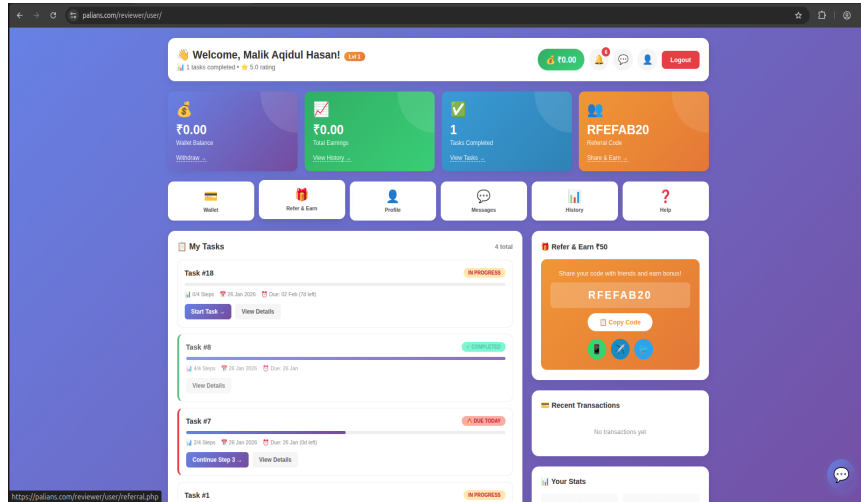 palians.com/reviewer/user/
👋 Welcome, Malik Aqidul Hasan! Lvl 1
📊 1 tasks completed • ⭐ 5.0 rating
💰 ₹0.00
Logout
₹0.00
Wallet Balance
Withdraw →
₹0.00
Total Earnings
View History →
1
Tasks Completed
View Tasks →
RFEFAB20
Referral Code
Share & Earn →
Wallet
Refer & Earn
Profile
Messages
History
Help
📋 My Tasks
4 total
Task #18
IN PROGRESS
📊 0/4 Steps 📅 26 Jan 2026 ⏰ Due: 02 Feb (7d left)
Start Task →
View Details
Task #8
✓ COMPLETED
📊 4/4 Steps 📅 26 Jan 2026 ⏰ Due: 26 Jan
View Details
Task #7
⚠ DUE TODAY
📊 2/4 Steps 📅 26 Jan 2026 ⏰ Due: 26 Jan (0d left)
Continue Step 3 →
View Details
Task #1
IN PROGRESS
🎁 Refer & Earn ₹50
Share your code with friends and earn bonus!
RFEFAB20
📋 Copy Code
💳 Recent Transactions
No transactions yet
📊 Your Stats
https://palians.com/reviewer/user/referral.php